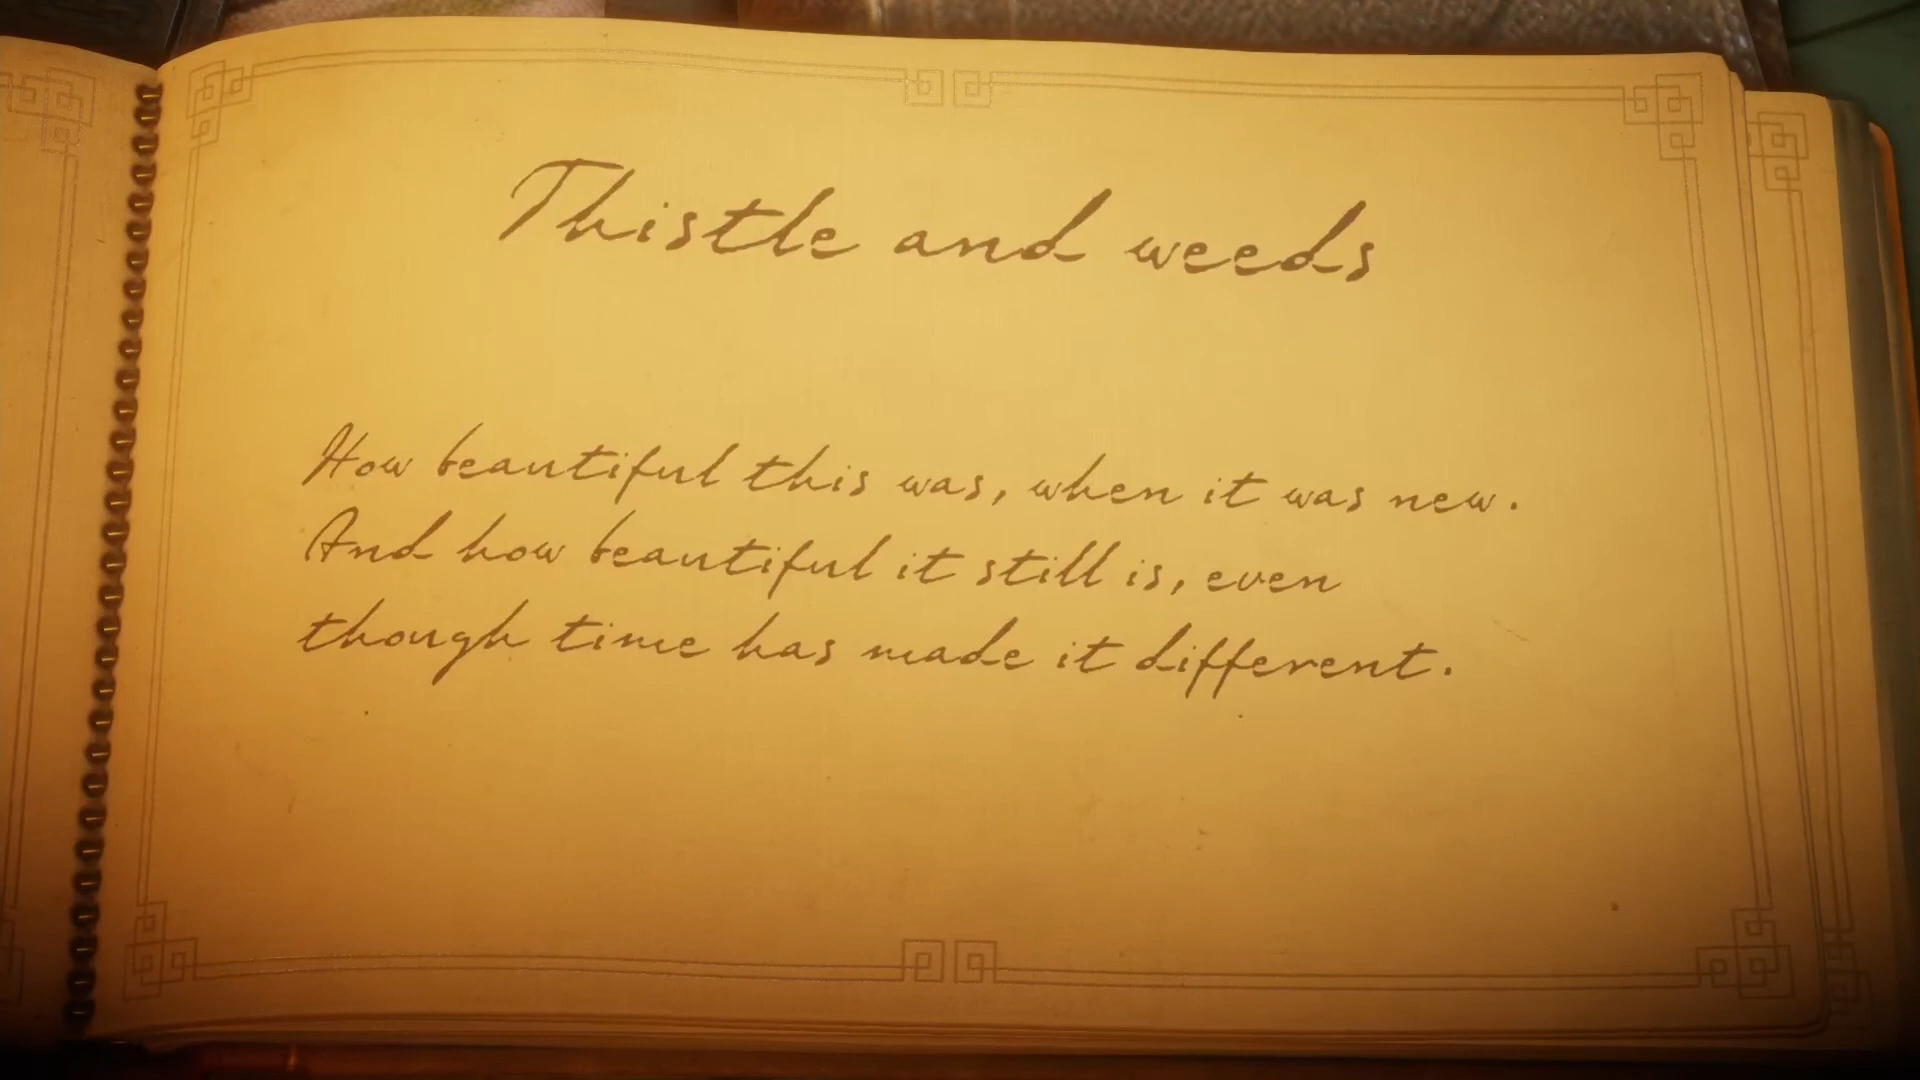 Thistle and weeds
How beautiful this was, when it was new.
And how beautiful it still is, even
though time has made it different.